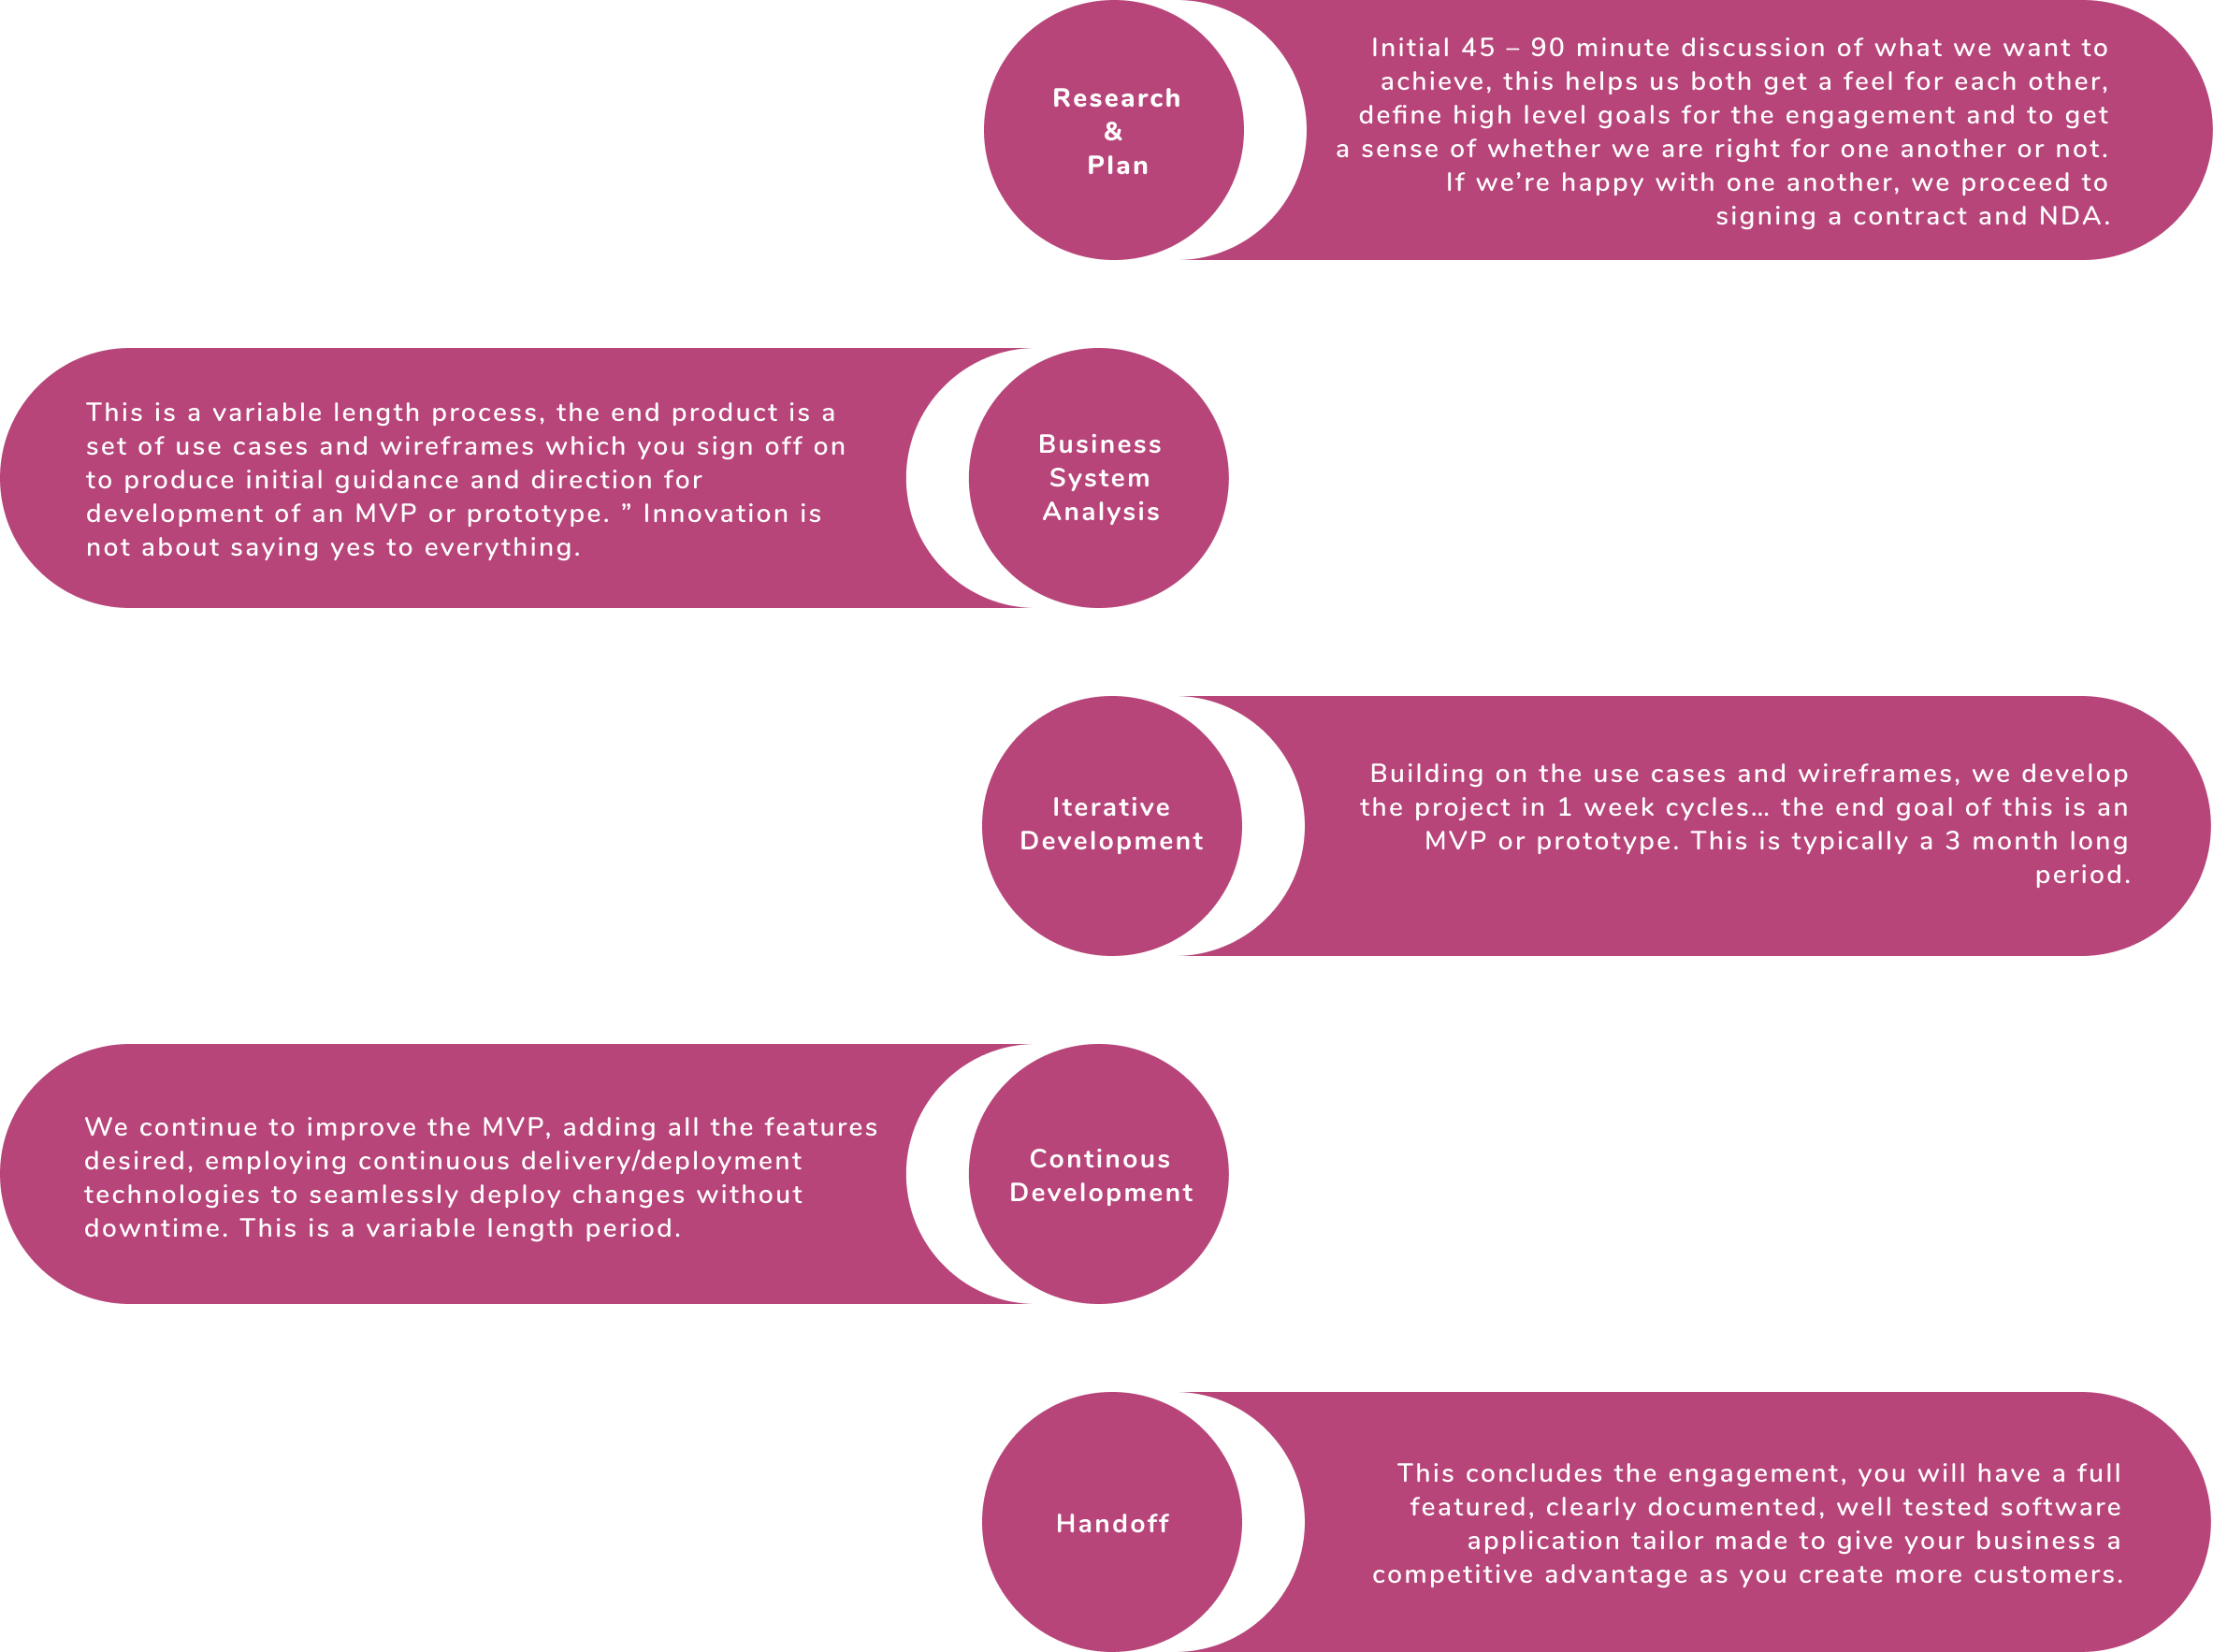 Research
&
Plan
Initial 45 – 90 minute discussion of what we want to
achieve, this helps us both get a feel for each other,
define high level goals for the engagement and to get
a sense of whether we are right for one another or not.
If we’re happy with one another, we proceed to
signing a contract and NDA.
This is a variable length process, the end product is a
set of use cases and wireframes which you sign off on
to produce initial guidance and direction for
development of an MVP or prototype. ” Innovation is
not about saying yes to everything.
Business
System
Analysis
Iterative
Development
Building on the use cases and wireframes, we develop
the project in 1 week cycles… the end goal of this is an
MVP or prototype. This is typically a 3 month long
period.
We continue to improve the MVP, adding all the features
desired, employing continuous delivery/deployment
technologies to seamlessly deploy changes without
downtime. This is a variable length period.
Continous
Development
Handoff
This concludes the engagement, you will have a full
featured, clearly documented, well tested software
application tailor made to give your business a
competitive advantage as you create more customers.